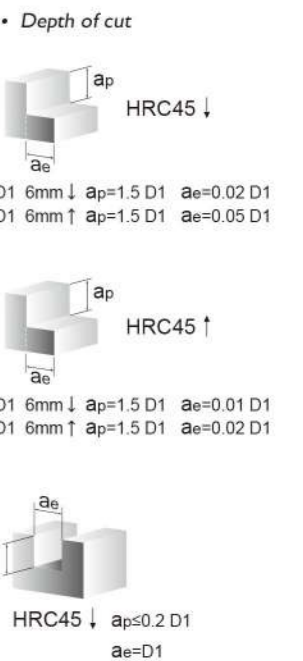 • Depth of cut
ap
HRC45 ↓
ae
D1 6mm ↓ ap=1.5 D1 ae=0.02 D1
D1 6mm ↑ ap=1.5 D1 ae=0.05 D1
ap
HRC45 ↑
ae
D1 6mm ↓ ap=1.5 D1 ae=0.01 D1
D1 6mm ↑ ap=1.5 D1 ae=0.02 D1
ae
HRC45 ↓ ap≤0.2 D1
ae=D1